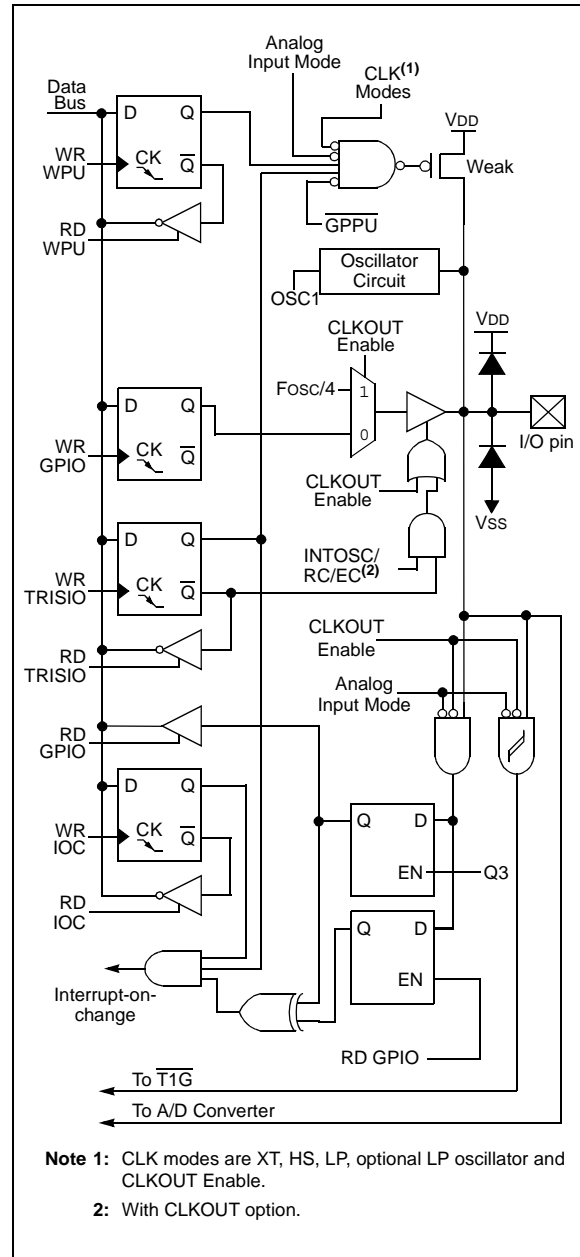 Analog
Input Mode
CLK(1)
Modes
Data
Bus
D Q
WR
WPU
CK Q
VDD
Weak
RD
WPU
GPPU
Oscillator
Circuit
OSC1
CLKOUT
Enable
VDD
FOSC/4
1
0
D Q
WR
GPIO
CK Q
I/O pin
CLKOUT
Enable
VSS
D Q
INTOSC/
RC/EC(2)
WR
TRISIO
CK Q
CLKOUT
Enable
RD
TRISIO
Analog
Input Mode
RD
GPIO
D Q
WR
IOC
CK Q
Q D
EN
Q3
RD
IOC
Q D
EN
Interrupt-on-
change
RD GPIO
To T1G
To A/D Converter
Note 1: CLK modes are XT, HS, LP, optional LP oscillator and
CLKOUT Enable.
2: With CLKOUT option.